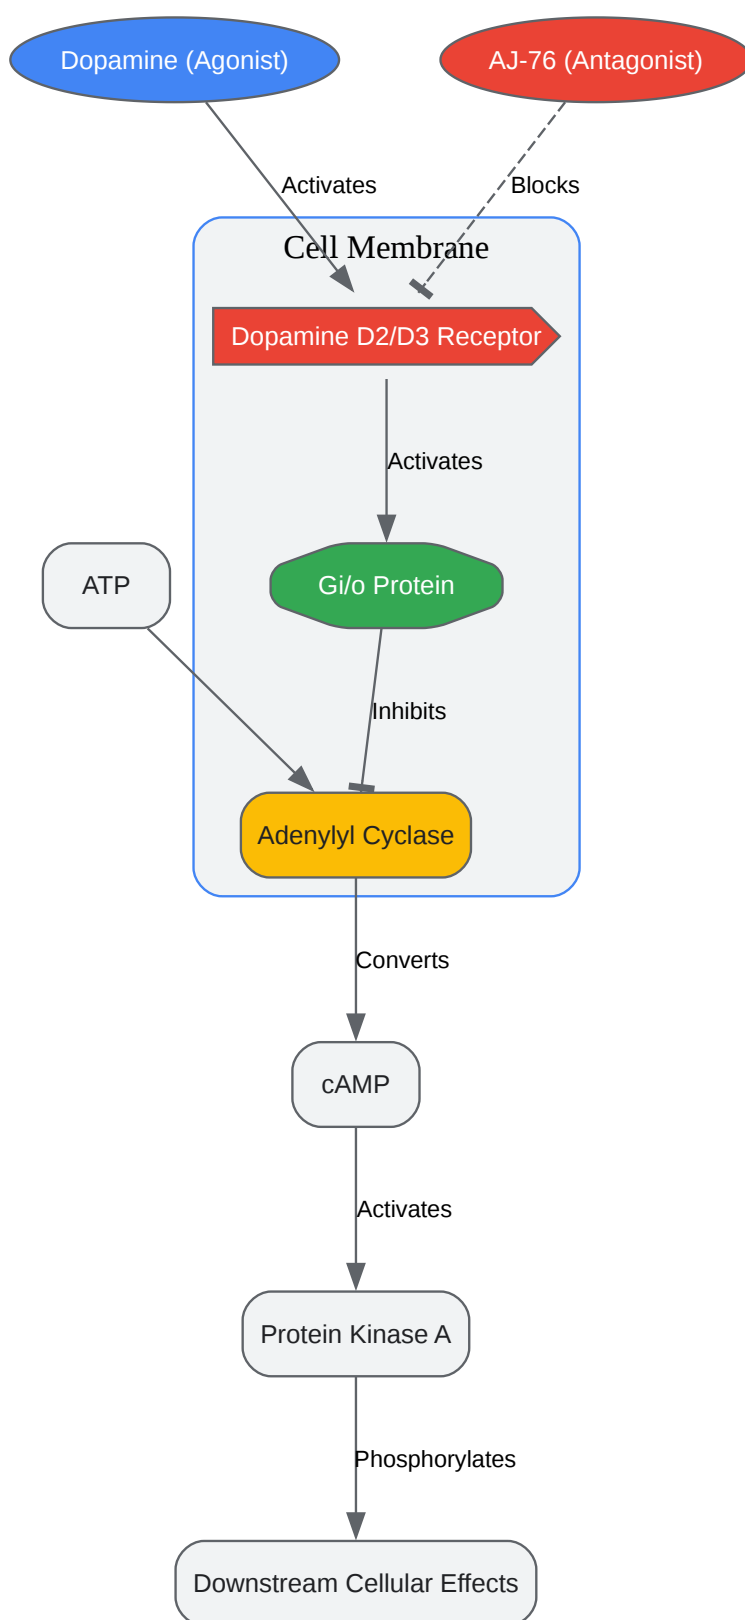 Dopamine (Agonist)
AJ-76 (Antagonist)
Activates
Blocks
Cell Membrane
Dopamine D2/D3 Receptor
Activates
ATP
Gi/o Protein
Inhibits
Adenylyl Cyclase
Converts
cAMP
Activates
Protein Kinase A
Phosphorylates
Downstream Cellular Effects